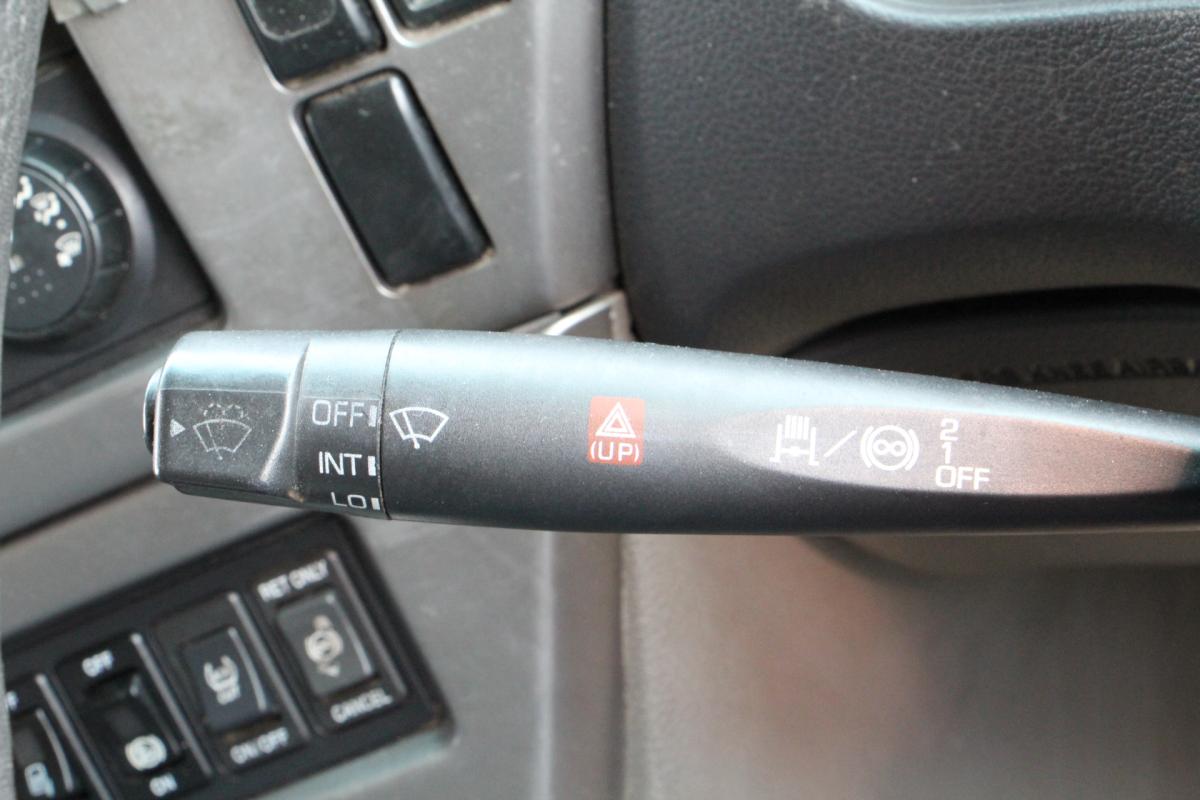 OFF
INT
LO
(UP)
2
1
OFF
RET ONLY
CANCEL
ON/OFF
OFF
ON